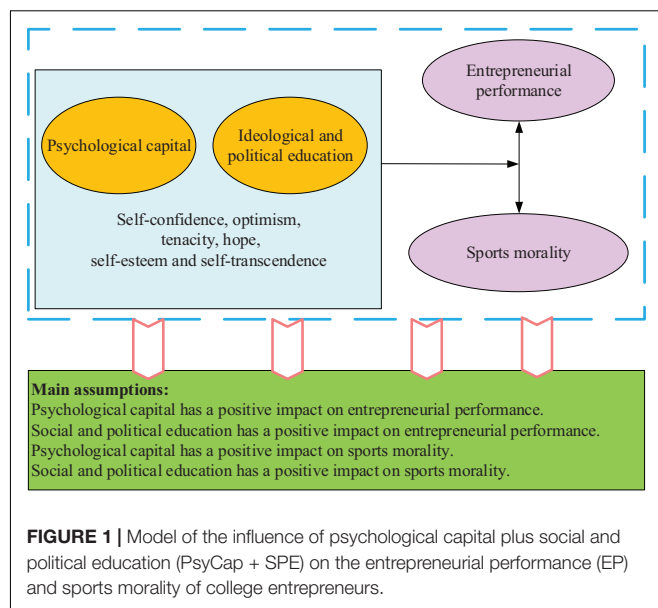 Entrepreneurial
performance
Psychological capital
Ideological and
political education
Self-confidence, optimism,
tenacity, hope,
self-esteem and self-transcendence
Sports morality
Main assumptions:
Psychological capital has a positive impact on entrepreneurial performance.
Social and political education has a positive impact on entrepreneurial performance.
Psychological capital has a positive impact on sports morality.
Social and political education has a positive impact on sports morality.
FIGURE 1 | Model of the influence of psychological capital plus social and
political education (PsyCap + SPE) on the entrepreneurial performance (EP)
and sports morality of college entrepreneurs.